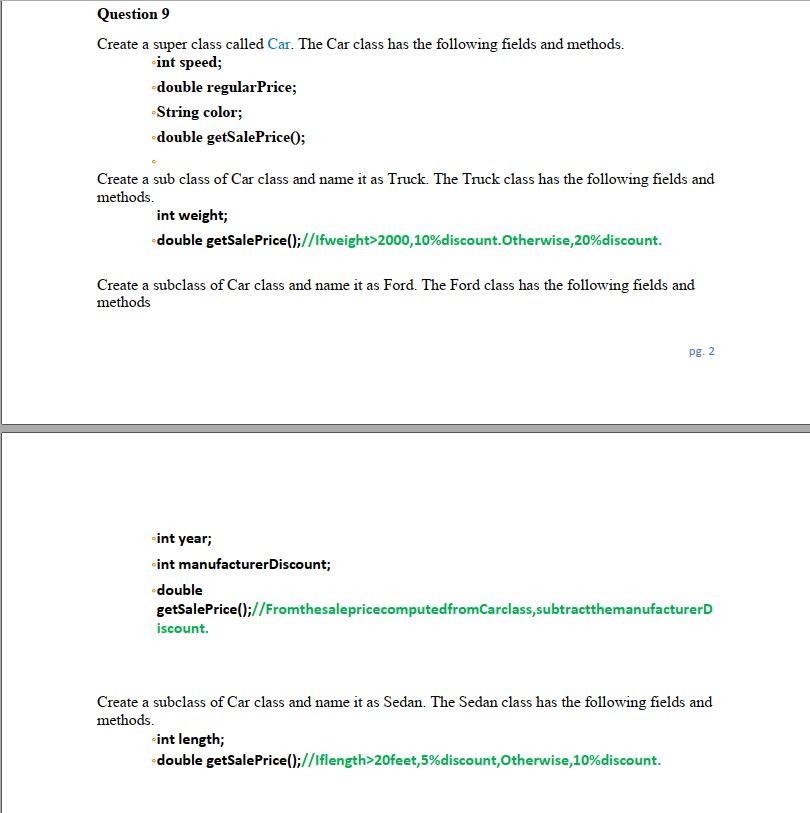 Question 9
Create a super class called Car. The Car class has the following fields and methods.
◦int speed;
◦double regularPrice;
◦String color;
◦double getSalePrice();
◦
Create a sub class of Car class and name it as Truck. The Truck class has the following fields and
methods.
int weight;
◦double getSalePrice();//Ifweight>2000,10%discount.Otherwise,20%discount.
Create a subclass of Car class and name it as Ford. The Ford class has the following fields and
methods
pg. 2
◦int year;
◦int manufacturerDiscount;
◦double
getSalePrice();//FromthesalepricecomputedfromCarclass,subtractthemanufacturerD
iscount.
Create a subclass of Car class and name it as Sedan. The Sedan class has the following fields and
methods.
◦int length;
◦double getSalePrice();//Iflength>20feet,5%discount,Otherwise,10%discount.